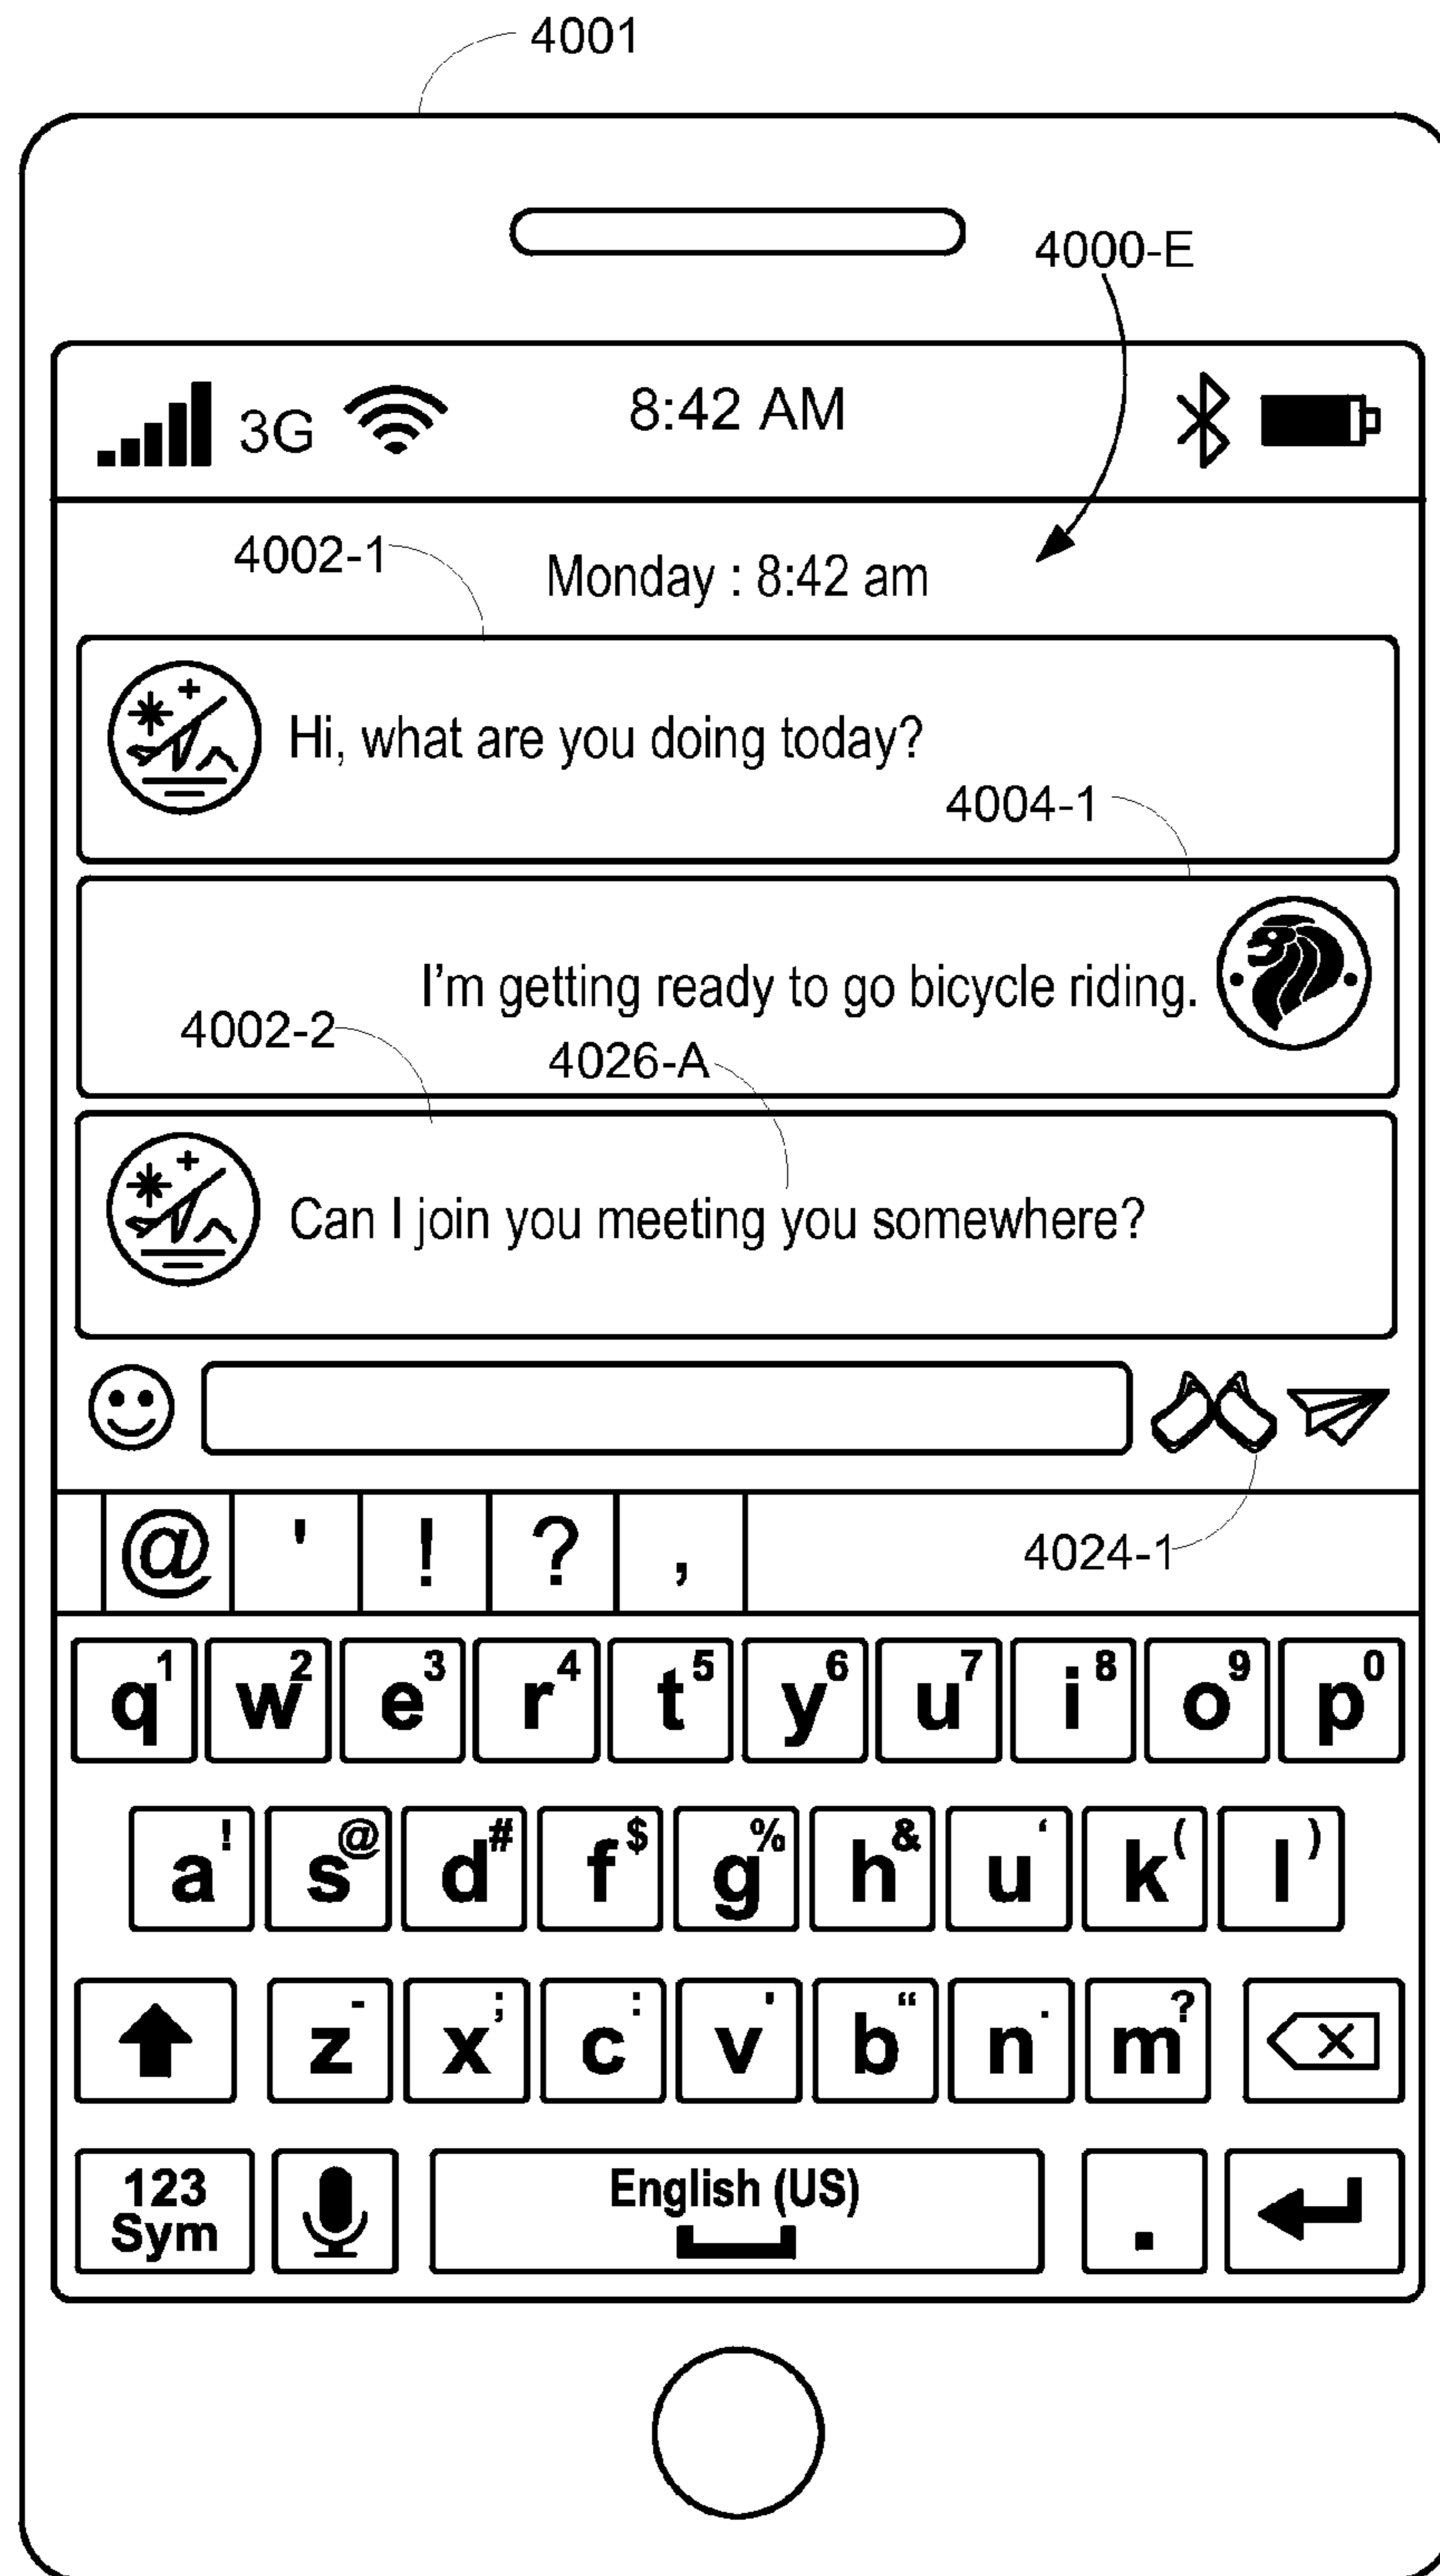 4001
4000-E
3G 8:42 AM
4002-1
Monday : 8:42 am
Hi, what are you doing today?
4004-1
I'm getting ready to go bicycle riding.
4002-2
4026-A
Can I join you meeting you somewhere?
@ ' ! ? ,
4024-1
q1 w2 e3 r4 t5 y6 u7 i8 o9 p0
a! s@ d# f$ g% h& u‘ k( l)
z- x; c: v' b“ n. m?
123
Sym
English (US)
.